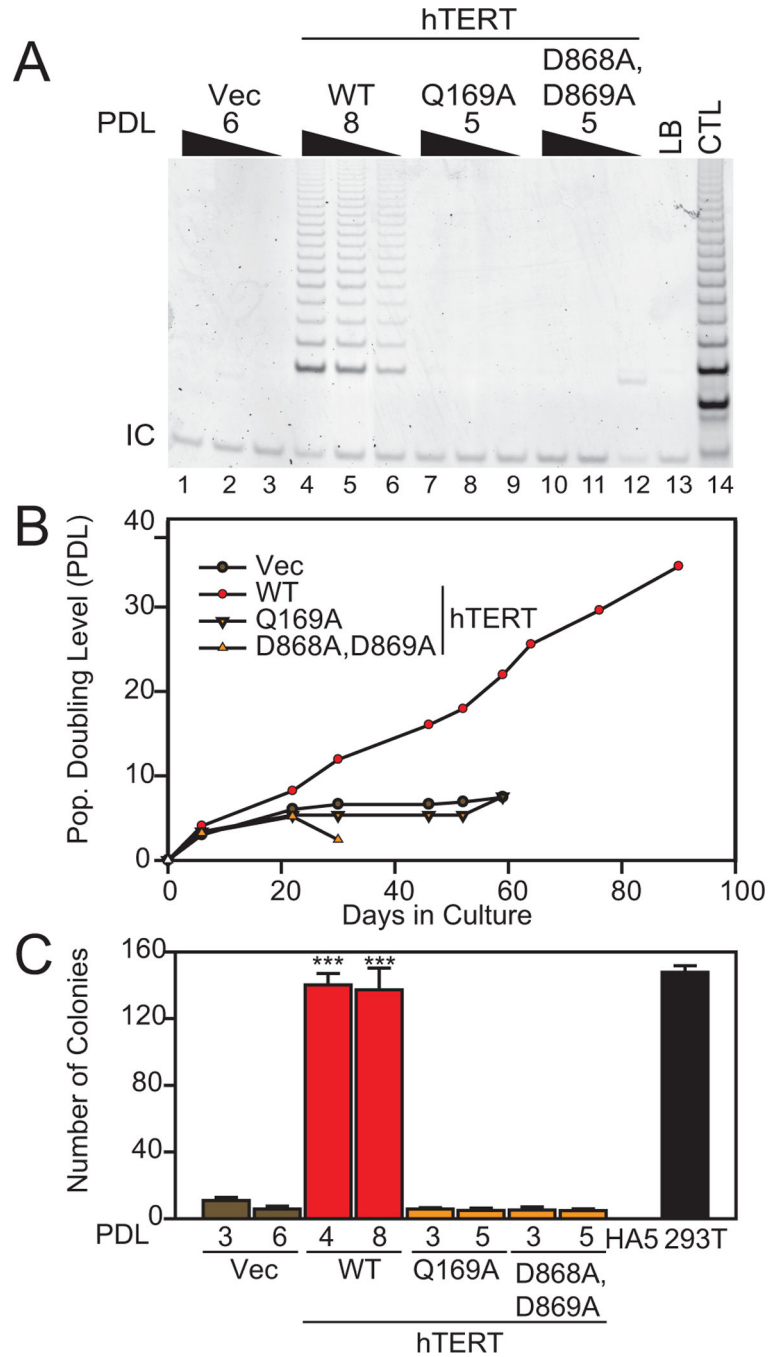 hTERT
A
D868A,
Vec WT Q169A D869A
PDL 6 8 5 5 LB CTL
IC
1 2 3 4 5 6 7 8 9 10 11 12 13 14
B
Pop. Doubling Level (PDL)
40
30
20
10
0
Vec
WT
Q169A
D868A,D869A
hTERT
0 20 40 60 80 100
Days in Culture
C
Number of Colonies
160
120
80
40
0
*** ***
PDL 3 6 4 8 3 5 3 5 HA5 293T
Vec WT Q169A D868A,
D869A
hTERT